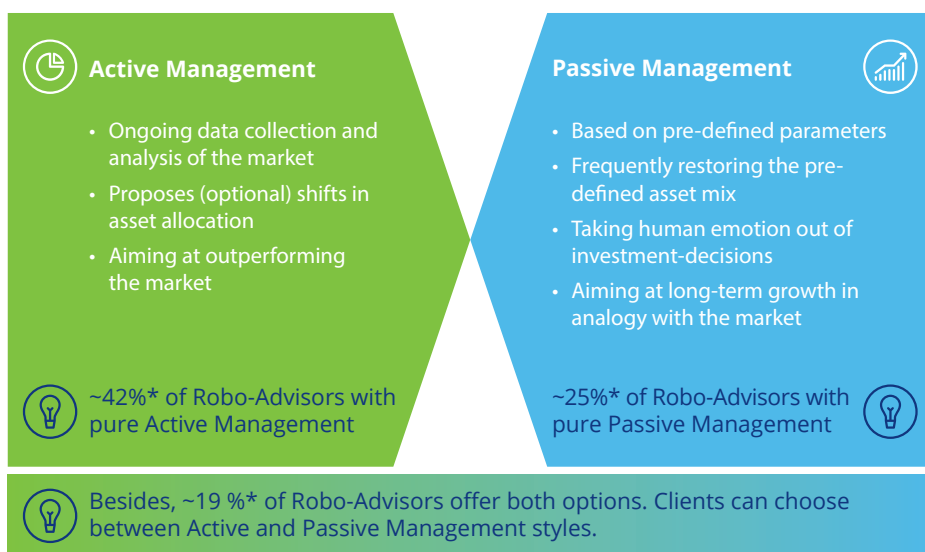 Active Management
• Ongoing data collection and
analysis of the market
• Proposes (optional) shifts in
asset allocation
• Aiming at outperforming
the market
~42%* of Robo-Advisors with
pure Active Management
Passive Management
• Based on pre-defined parameters
• Frequently restoring the pre-
defined asset mix
• Taking human emotion out of
investment-decisions
• Aiming at long-term growth in
analogy with the market
~25%* of Robo-Advisors with
pure Passive Management
Besides, ~19 %* of Robo-Advisors offer both options. Clients can choose
between Active and Passive Management styles.